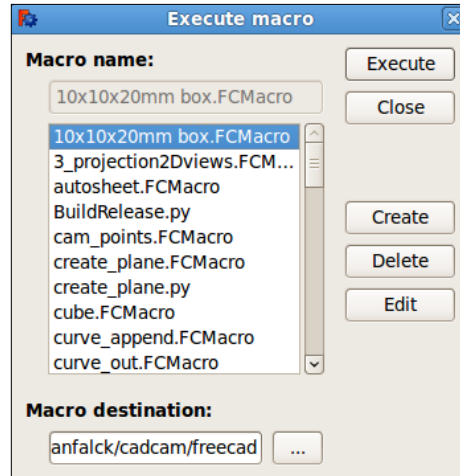 Execute macro
Macro name:
Execute
10x10x20mm box.FCMacro
Close
10x10x20mm box.FCMacro
3_projection2Dviews.FCM...
autosheet.FCMacro
BuildRelease.py
Create
cam_points.FCMacro
create_plane.FCMacro
Delete
create_plane.py
cube.FCMacro
Edit
curve_append.FCMacro
curve_out.FCMacro
Macro destination:
anfalck/cadcam/freecad
...